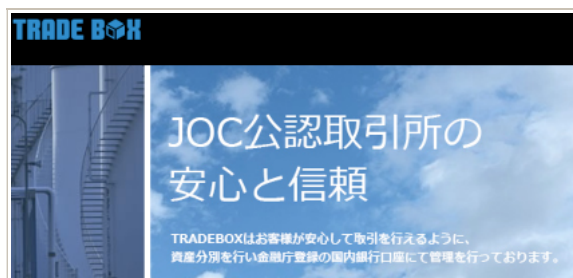 TRADE BOX
JOC公認取引所の
安心と信頼
TRADEBOXはお客様が安心して取引を行えるように、
資産分別を行い金融庁登録の国内銀行口座にて管理を行っております。